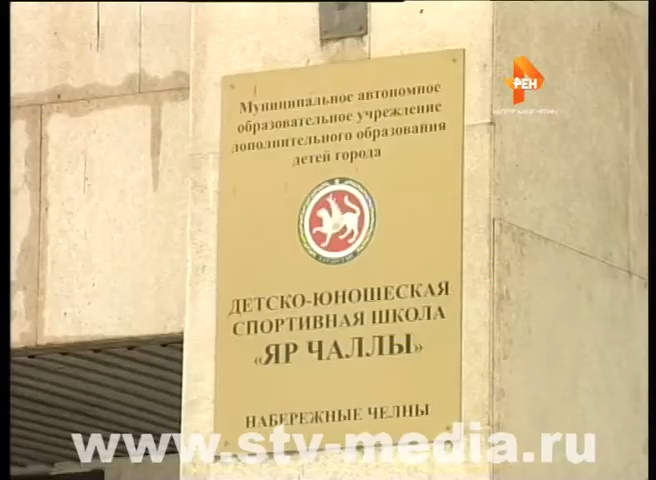 РЕН
Муниципальное автономное
образовательное учреждение
дополнительного образования
детей города
ДЕТСКО-ЮНОШЕСКАЯ
СПОРТИВНАЯ ШКОЛА
«ЯР ЧАЛЛЫ»
НАБЕРЕЖНЫЕ ЧЕЛНЫ
www.stv-media.ru